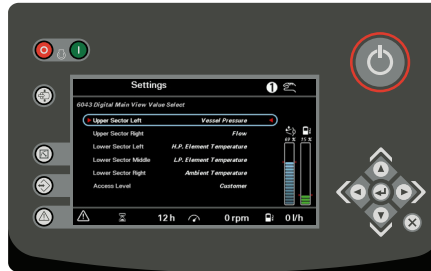 Settings
1
6043 Digital Main View Value Select
Upper Sector Left Vessel Pressure
Upper Sector Right Flow
Lower Sector Left H.P. Element Temperature
Lower Sector Middle L.P. Element Temperature
Lower Sector Right Ambient Temperature
Access Level Customer
15 %
12 h 0 rpm 0 l/h